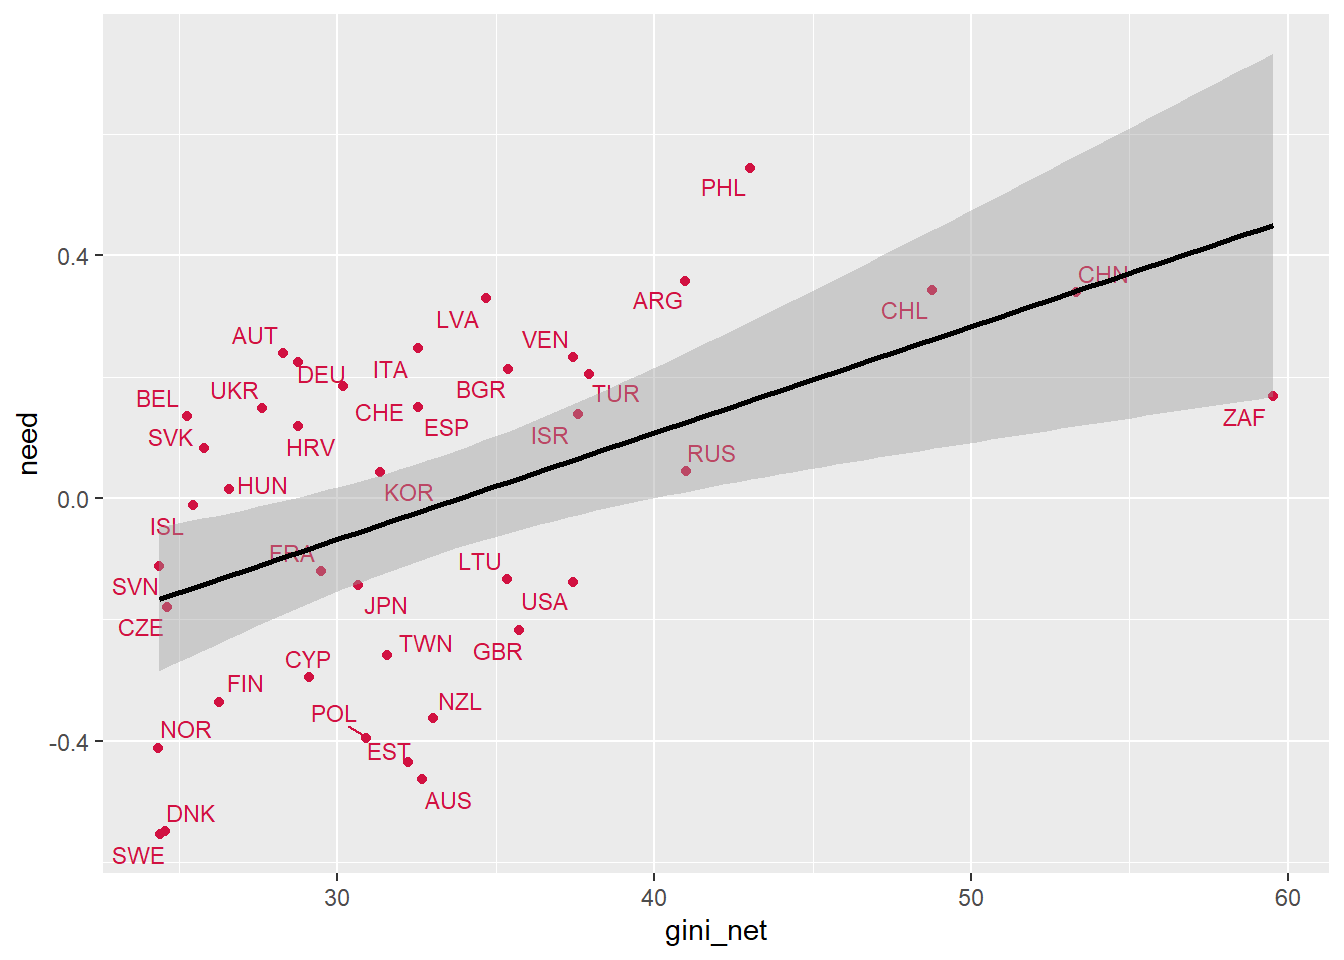 PHL
0.4
CHN
ARG
CHL
LVA
AUT
VEN
ITA
DEU
BGR
TUR
UKR
BEL
ZAF
CHE
ESP
SVK
ISR
HRV
RUS
need
HUN
KOR
0.0
ISL
FRA
LTU
SVN
USA
JPN
CZE
TWN
GBR
CYP
FIN
NZL
POL
NOR
-0.4
EST
AUS
DNK
SWE
30
40
50
60
gini_net